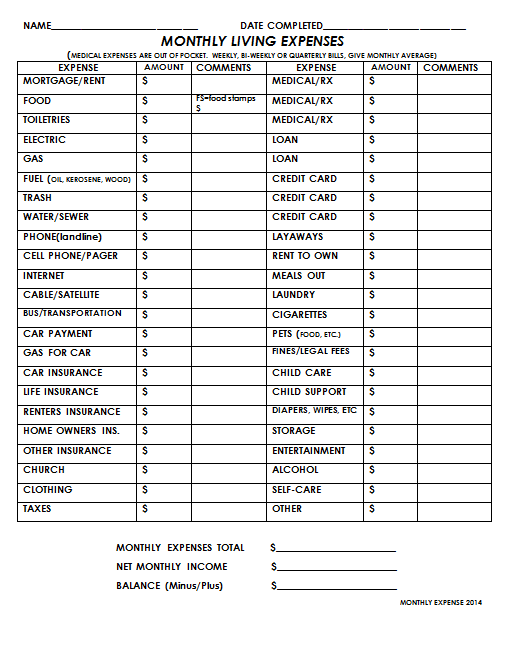 NAME____________________________ DATE COMPLETED___________________________
MONTHLY LIVING EXPENSES
(MEDICAL EXPENSES ARE OUT OF POCKET. WEEKLY, BI-WEEKLY OR QUARTERLY BILLS, GIVE MONTHLY AVERAGE)
EXPENSE AMOUNT COMMENTS EXPENSE AMOUNT COMMENTS
MORTGAGE/RENT $ MEDICAL/RX $
FOOD $ FS=food stamps $ MEDICAL/RX $
TOILETRIES $ MEDICAL/RX $
ELECTRIC $ LOAN $
GAS $ LOAN $
FUEL (OIL, KEROSENE, WOOD) $ CREDIT CARD $
TRASH $ CREDIT CARD $
WATER/SEWER $ CREDIT CARD $
PHONE(landline) $ LAYAWAYS $
CELL PHONE/PAGER $ RENT TO OWN $
INTERNET $ MEALS OUT $
CABLE/SATELLITE $ LAUNDRY $
BUS/TRANSPORTATION $ CIGARETTES $
CAR PAYMENT $ PETS (FOOD, ETC.) $
GAS FOR CAR $ FINES/LEGAL FEES $
CAR INSURANCE $ CHILD CARE $
LIFE INSURANCE $ CHILD SUPPORT $
RENTERS INSURANCE $ DIAPERS, WIPES, ETC $
HOME OWNERS INS. $ STORAGE $
OTHER INSURANCE $ ENTERTAINMENT $
CHURCH $ ALCOHOL $
CLOTHING $ SELF-CARE $
TAXES $ OTHER $
MONTHLY EXPENSES TOTAL $______________________
NET MONTHLY INCOME $______________________
BALANCE (Minus/Plus) $______________________
MONTHLY EXPENSE 2014